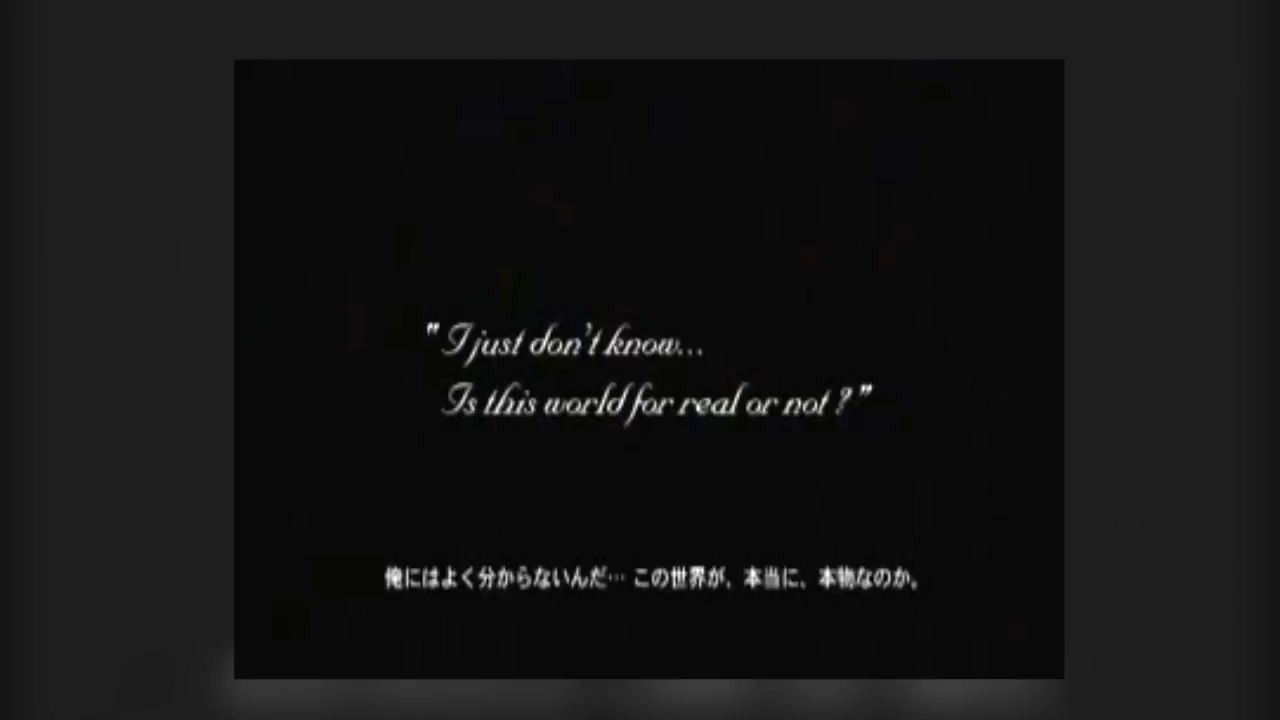 "I just don't know...
Is this world for real or not?"
俺にはよく分からないんだ… この世界が、本当に、本物なのか。